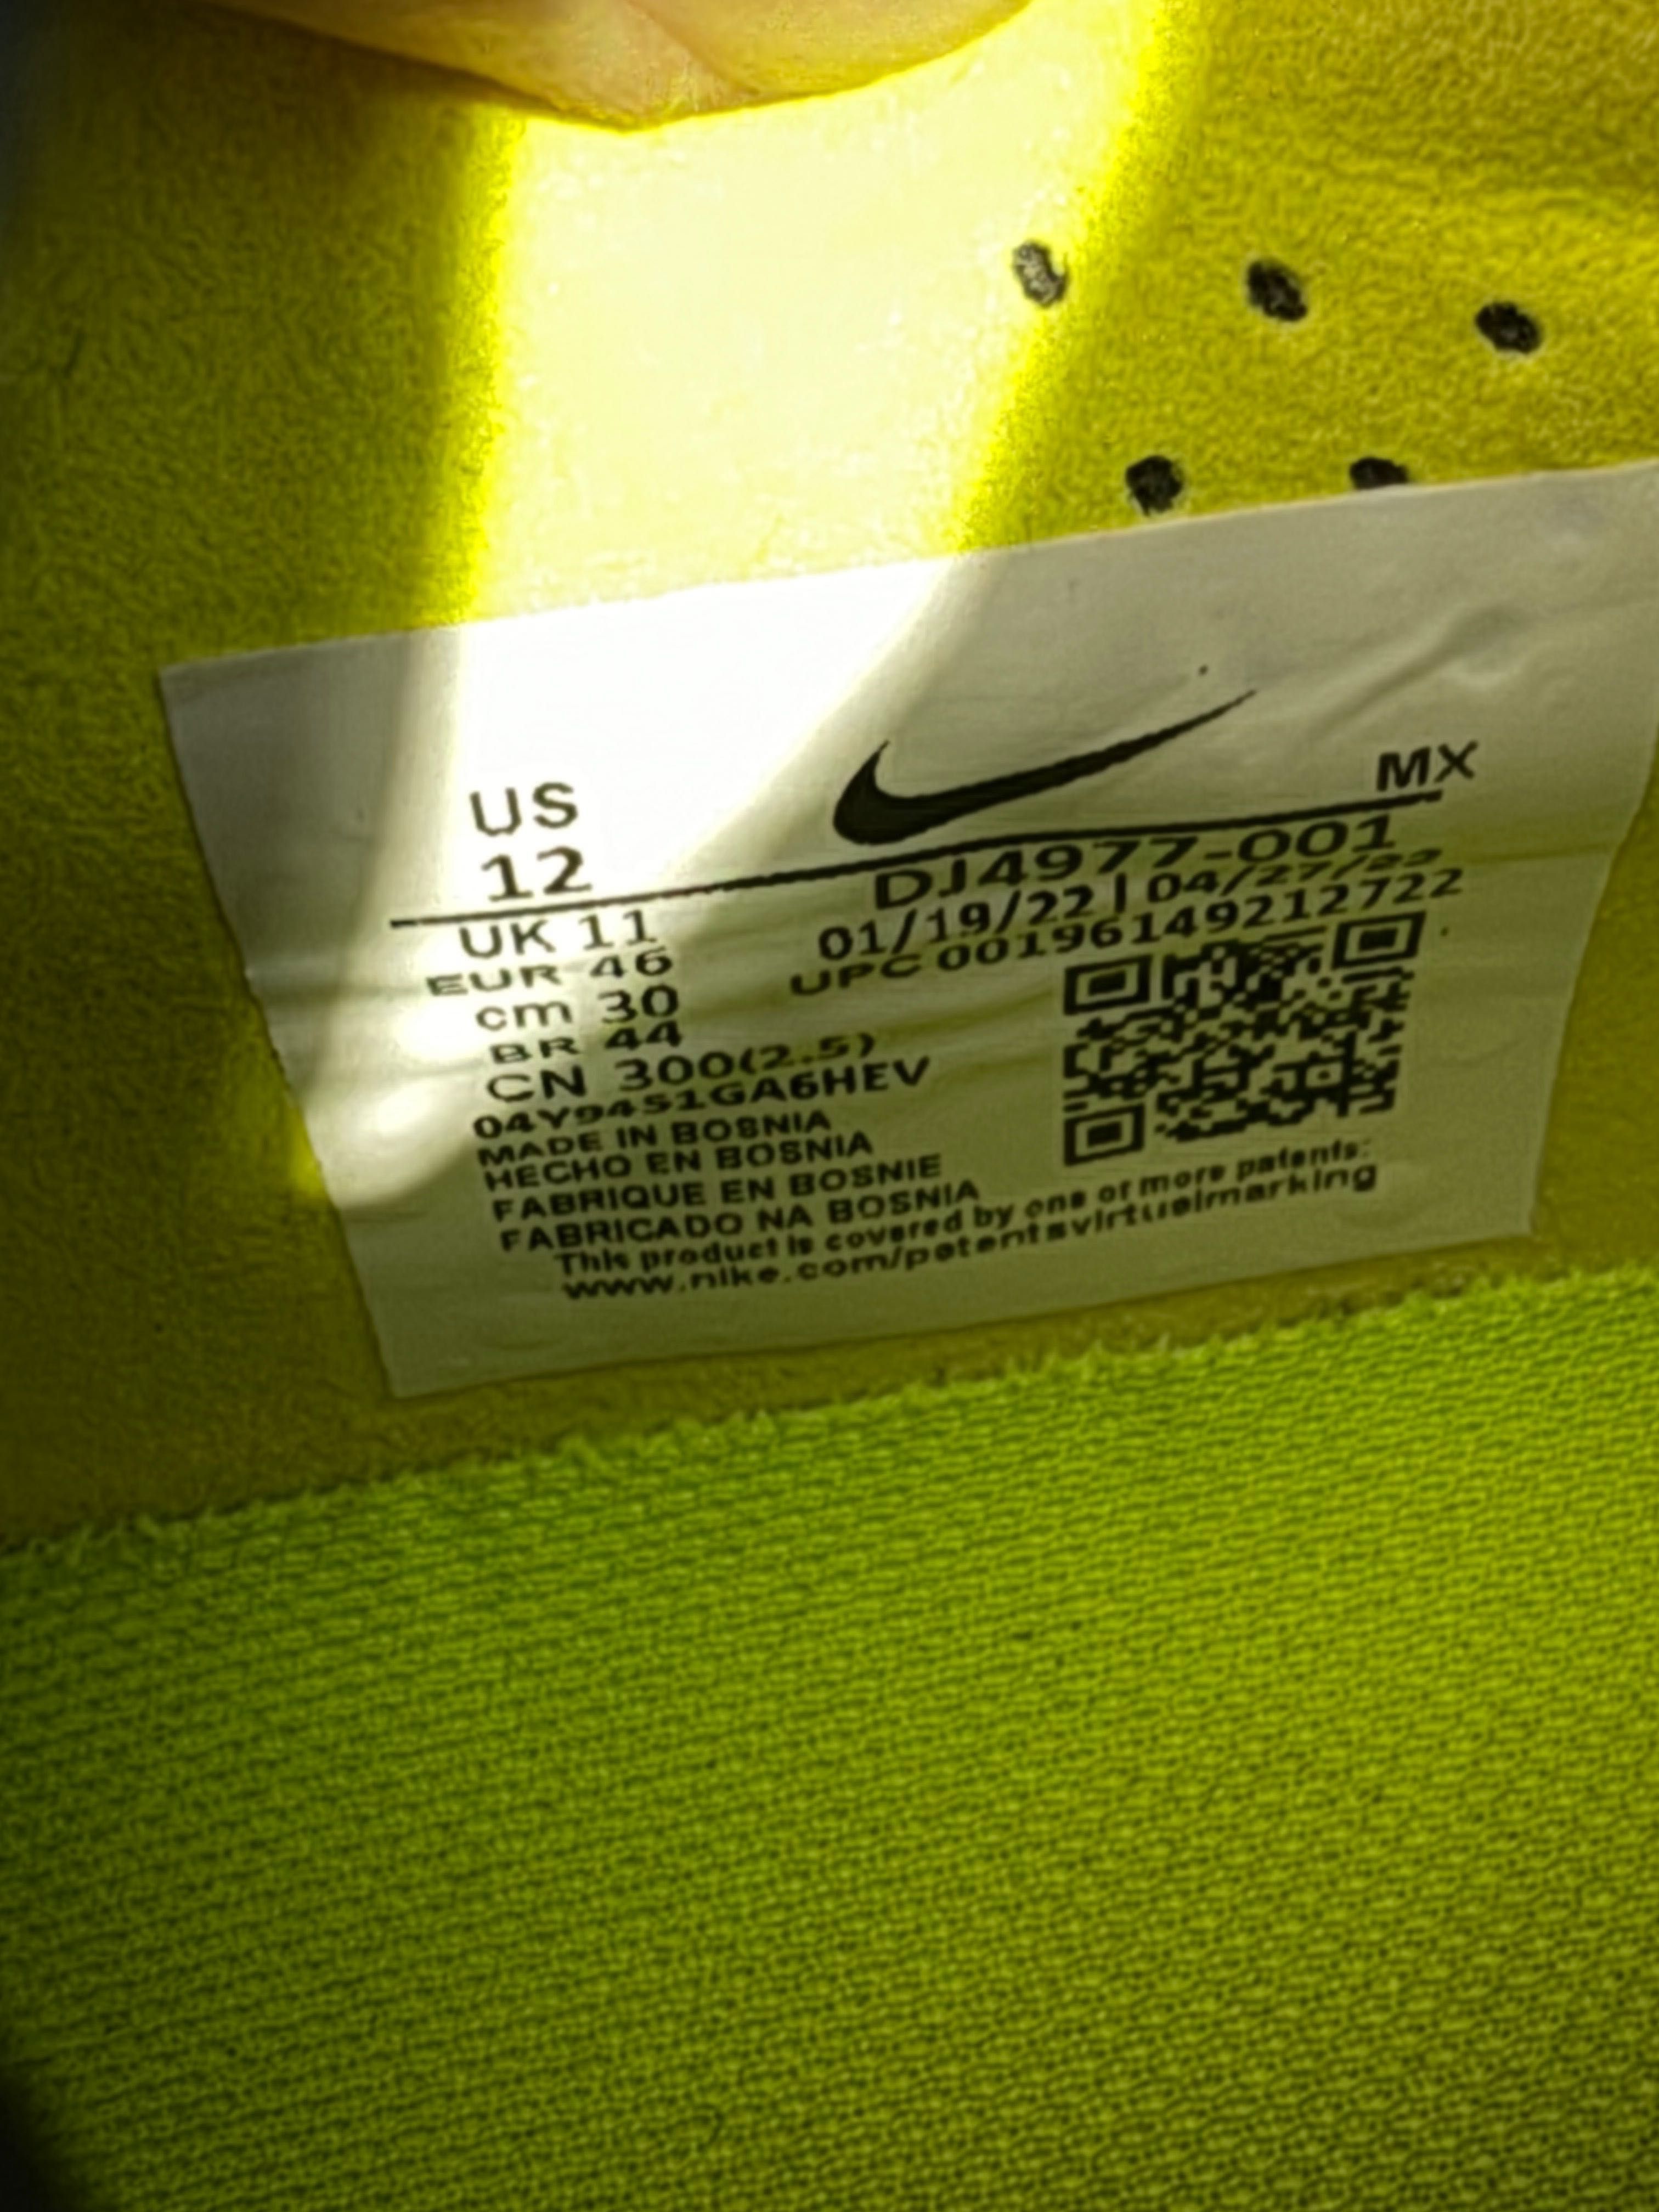 US
12
MX
UK 11
EUR 46
cm 30
BR 44
CN 300(2.5)
DJ4977-001
01/19/22 | 04/27/23
UPC 00196149212722
04Y94S1GA6HEV
MADE IN BOSNIA
HECHO EN BOSNIA
FABRIQUE EN BOSNIE
FABRICADO NA BOSNIA
This product is covered by one or more patents:
www.nike.com/patentsvirtualmarking